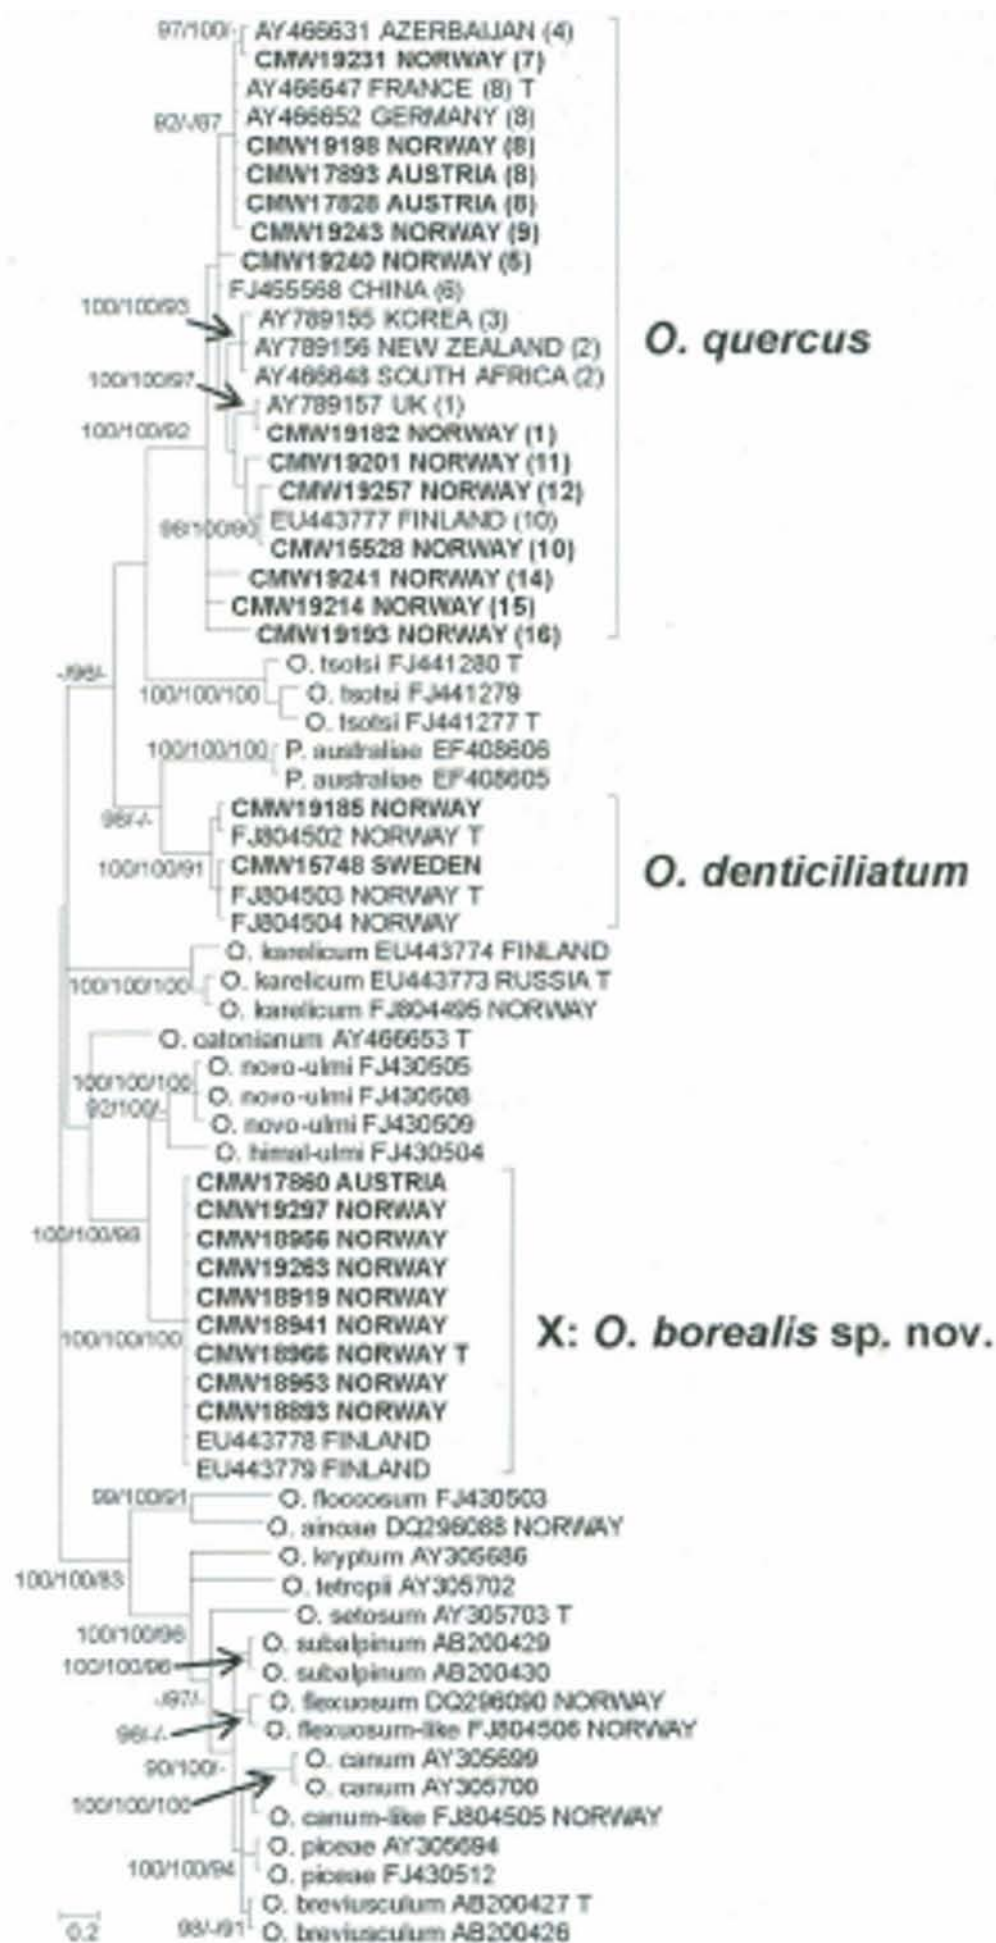 97/100/-
AY466631 AZERBAIJAN (4)
CMW19231 NORWAY (7)
AY466647 FRANCE (8) T
92/-/87
AY466652 GERMANY (8)
CMW19198 NORWAY (8)
CMW17893 AUSTRIA (8)
CMW17828 AUSTRIA (8)
CMW19243 NORWAY (9)
CMW19240 NORWAY (5)
FJ455568 CHINA (6)
100/100/93
AY789155 KOREA (3)
AY789156 NEW ZEALAND (2)
O. quercus
AY466648 SOUTH AFRICA (2)
100/100/97
AY789157 UK (1)
100/100/92
CMW19182 NORWAY (1)
CMW19201 NORWAY (11)
CMW19257 NORWAY (12)
EU443777 FINLAND (10)
98/100/90
CMW15528 NORWAY (10)
CMW19241 NORWAY (14)
CMW19214 NORWAY (15)
CMW19193 NORWAY (16)
O. tsotsi FJ441280 T
-/96/-
100/100/100
O. tsotsi FJ441279
O. tsotsi FJ441277 T
100/100/100
P. australiae EF408606
P. australiae EF408605
CMW19185 NORWAY
98/-/-
FJ804502 NORWAY T
100/100/91
CMW15748 SWEDEN
O. denticiliatum
FJ804503 NORWAY T
FJ804504 NORWAY
O. karelicum EU443774 FINLAND
100/100/100
O. karelicum EU443773 RUSSIA T
O. karelicum FJ804495 NORWAY
O. catonianum AY466653 T
O. novo-ulmi FJ430505
100/100/100
O. novo-ulmi FJ430508
92/100/-
O. novo-ulmi FJ430509
O. himal-ulmi FJ430504
CMW17860 AUSTRIA
CMW19297 NORWAY
100/100/98
CMW18956 NORWAY
CMW19263 NORWAY
CMW18919 NORWAY
CMW18941 NORWAY
100/100/100
X: O. borealis sp. nov.
CMW18966 NORWAY T
CMW18953 NORWAY
CMW18893 NORWAY
EU443778 FINLAND
EU443779 FINLAND
99/100/91
O. floccosum FJ430503
O. ainoae DQ296088 NORWAY
O. kryptum AY305686
100/100/83
O. tetropii AY305702
O. setosum AY305703 T
100/100/96
O. subalpinum AB200429
100/100/96
O. subalpinum AB200430
-/97/-
O. flexuosum DQ296090 NORWAY
96/-/-
O. flexuosum-like FJ804506 NORWAY
90/100/-
O. canum AY305699
O. canum AY305700
100/100/100
O. canum-like FJ804505 NORWAY
O. piceae AY305694
100/100/94
O. piceae FJ430512
O. breviusculum AB200427 T
98/-/91
O. breviusculum AB200426
0.2